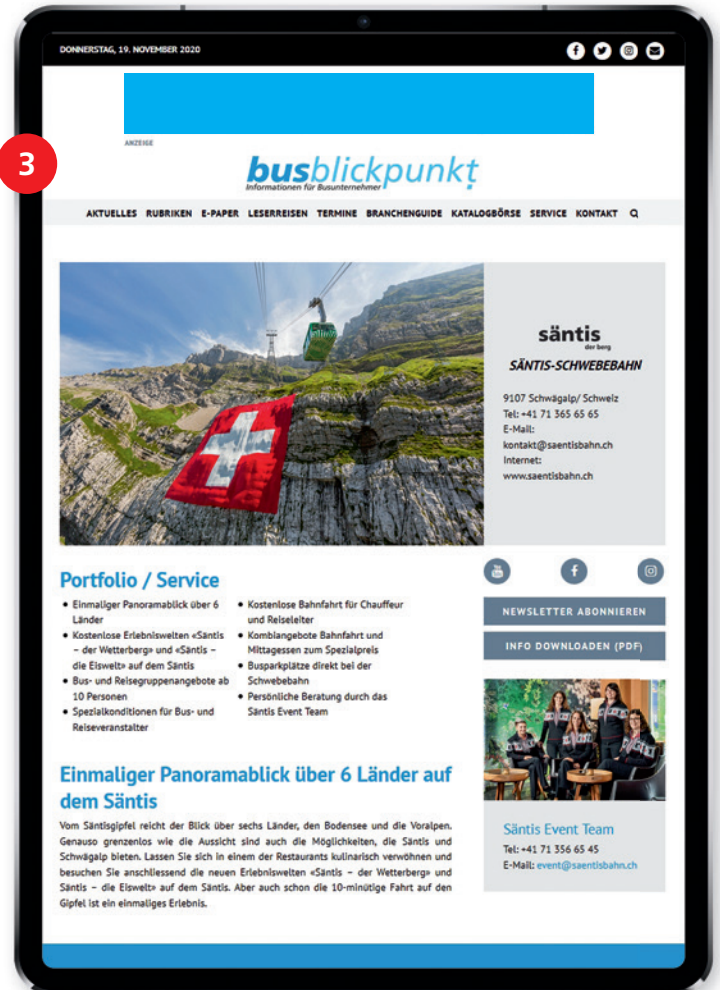 DONNERSTAG, 19. NOVEMBER 2020
ANZEIGE
3
busblickpunkt
Informationen für Busunternehmer
AKTUELLES RUBRIKEN E-PAPER LESERREISEN TERMINE BRANCHENGUIDE KATALOGBÖRSE SERVICE KONTAKT
säntis
der berg
SÄNTIS-SCHWEBEBAHN
9107 Schwägalp/ Schweiz
Tel: +41 71 365 65 65
E-Mail:
kontakt@saentisbahn.ch
Internet:
www.saentisbahn.ch
Portfolio / Service
• Einmaliger Panoramablick über 6
Länder
• Kostenlose Erlebniswelten «Säntis
– der Wetterberg» und «Säntis –
die Eiswelt» auf dem Säntis
• Bus- und Reisegruppenangebote ab
10 Personen
• Spezialkonditionen für Bus- und
Reiseveranstalter
• Kostenlose Bahnfahrt für Chauffeur
und Reiseleiter
• Kombiangebote Bahnfahrt und
Mittagessen zum Spezialpreis
• Busparkplätze direkt bei der
Schwebebahn
• Persönliche Beratung durch das
Säntis Event Team
You Tube
NEWSLETTER ABONNIEREN
INFO DOWNLOADEN (PDF)
Einmaliger Panoramablick über 6 Länder auf
dem Säntis
Vom Säntisgipfel reicht der Blick über sechs Länder, den Bodensee und die Voralpen.
Genauso grenzenlos wie die Aussicht sind auch die Möglichkeiten, die Säntis und
Schwägalp bieten. Lassen Sie sich in einem der Restaurants kulinarisch verwöhnen und
besuchen Sie anschliessend die neuen Erlebniswelten «Säntis – der Wetterberg» und
Säntis – die Eiswelt» auf dem Säntis. Aber auch schon die 10-minütige Fahrt auf den
Gipfel ist ein einmaliges Erlebnis.
Säntis Event Team
Tel: +41 71 356 65 45
E-Mail: event@saentisbahn.ch